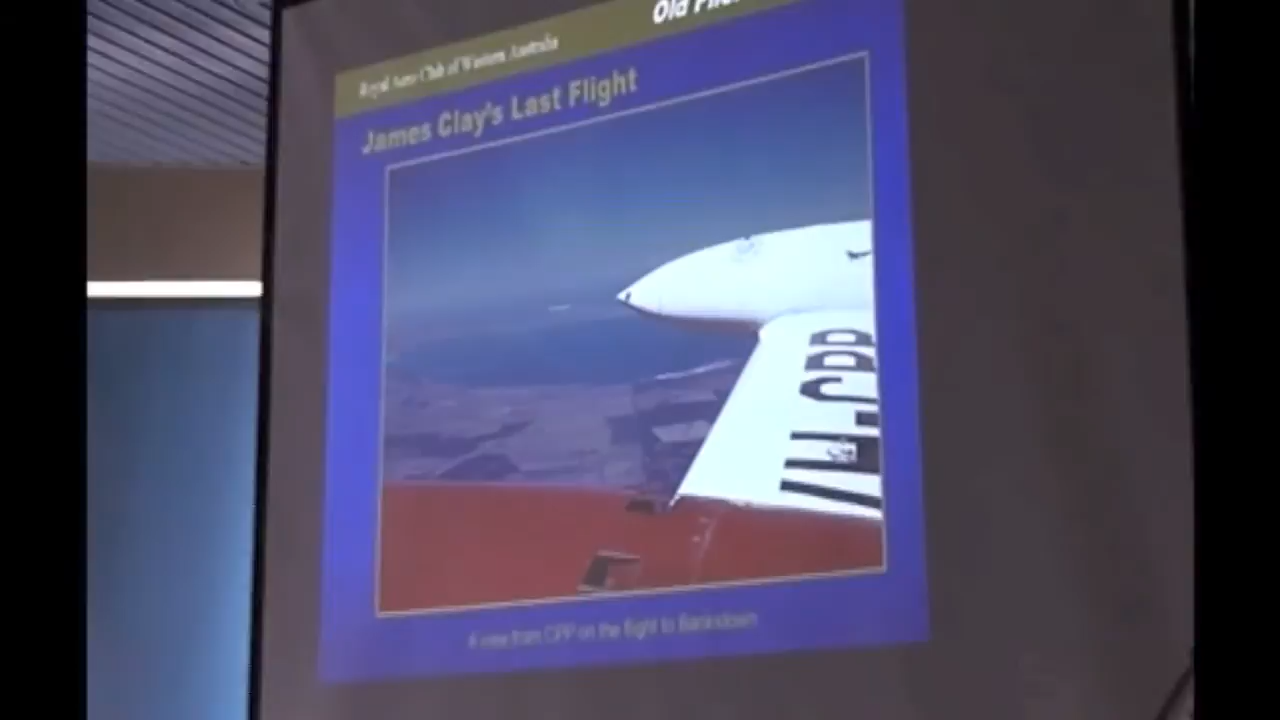 Royal Aero Club of Western Australia
Old
James Clay's Last Flight
VH-CPP
A view from CPP on the flight to Bankstown